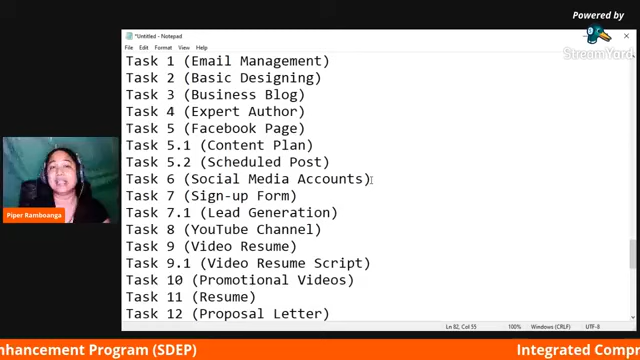 Powered by
StreamYard
*Untitled - Notepad
File Edit Format View Help
Task 1 (Email Management)
Task 2 (Basic Designing)
Task 3 (Business Blog)
Task 4 (Expert Author)
Task 5 (Facebook Page)
Task 5.1 (Content Plan)
Task 5.2 (Scheduled Post)
Task 6 (Social Media Accounts)
Task 7 (Sign-up Form)
Task 7.1 (Lead Generation)
Task 8 (YouTube Channel)
Task 9 (Video Resume)
Task 9.1 (Video Resume Script)
Task 10 (Promotional Videos)
Task 11 (Resume)
Task 12 (Proposal Letter)
Piper Ramboanga
Ln 82, Col 55 100% Windows (CRLF) UTF-8
nhancement Program (SDEP) Integrated Compr